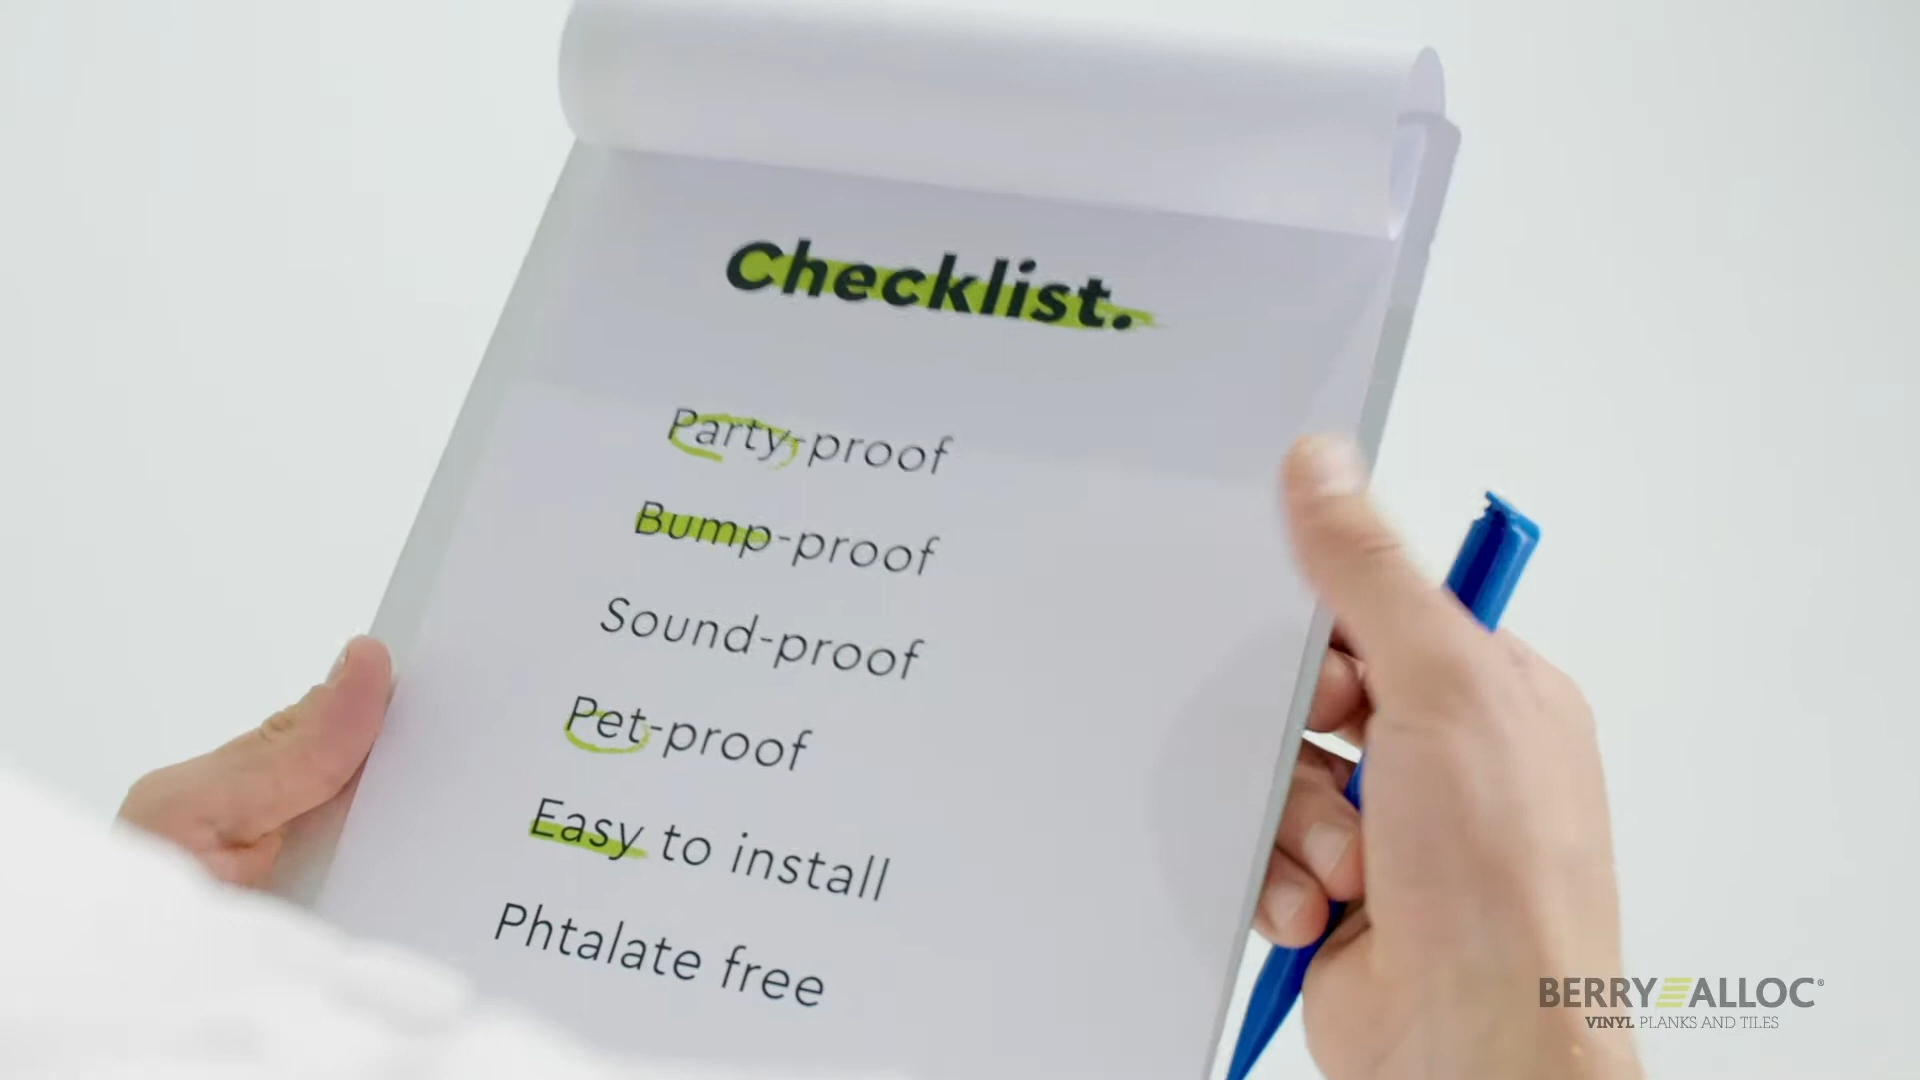 Checklist.
Party-proof
Bump-proof
Sound-proof
Pet-proof
Easy to install
Phtalate free
BERRY ALLOC®
VINYL PLANKS AND TILES